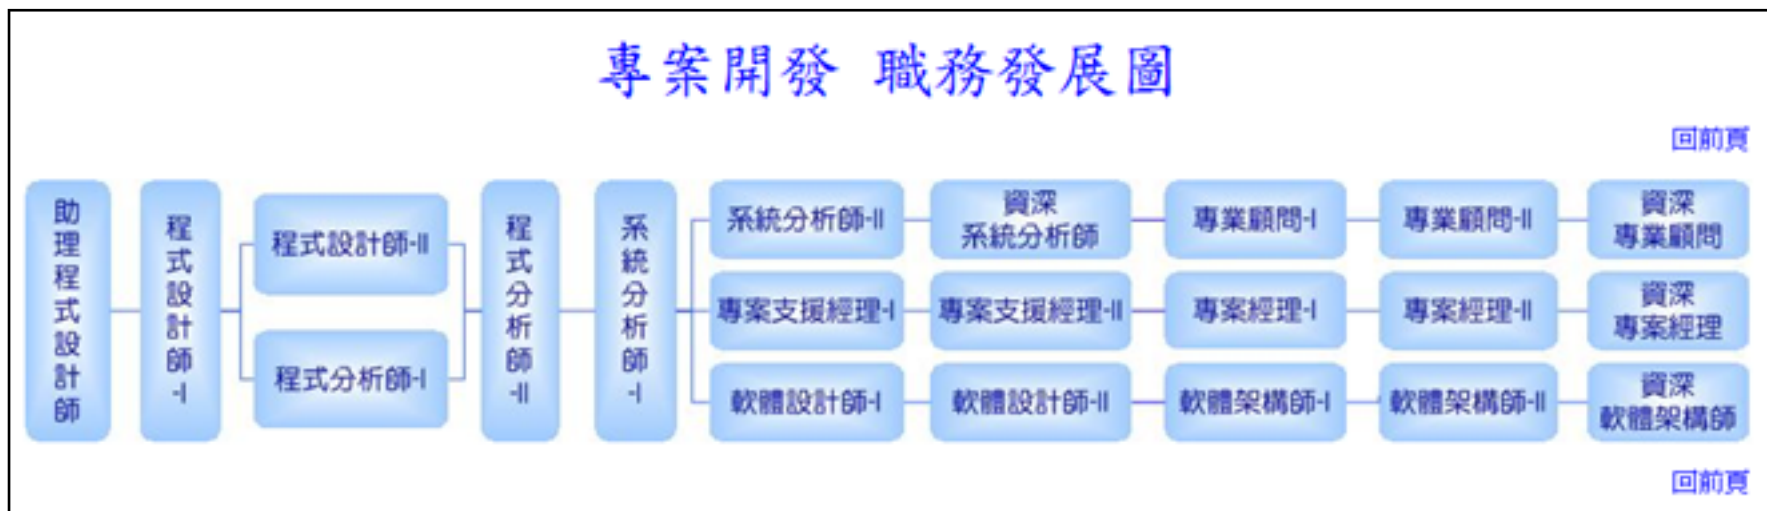 專案開發 職務發展圖
回前頁
助理程式設計師
程式設計師-I
程式設計師-II
程式分析師-I
程式分析師-II
系統分析師-I
系統分析師-II
資深
系統分析師
專業顧問-I
專業顧問-II
資深
專業顧問
專案支援經理-I
專案支援經理-II
專案經理-I
專案經理-II
資深
專案經理
軟體設計師-I
軟體設計師-II
軟體架構師-I
軟體架構師-II
資深
軟體架構師
回前頁